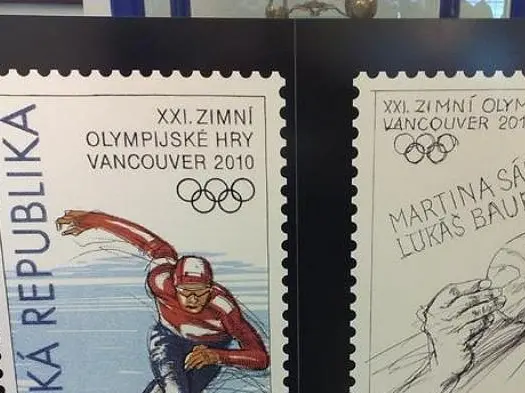 KÁ REPUBLIKA
XXI. ZIMNÍ
OLYMPIJSKÉ HRY
VANCOUVER 2010
XXI. ZIMNÍ OLYM
VANCOUVER 201
MARTINA SÁ
LUKÁŠ BAU